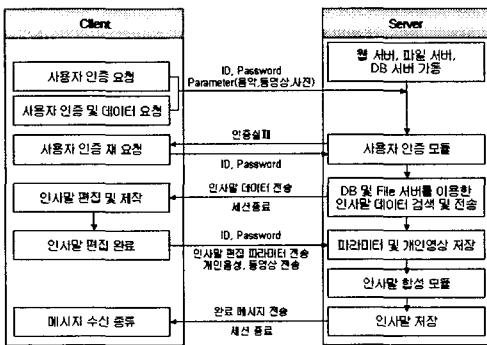 Client
Server
사용자 인증 요청
사용자 인증 및 데이터 요청
ID, Password
Parameter(음악,동영상,사진)
웹 서버, 파일 서버,
DB 서버 가동
인증실패
사용자 인증 재 요청
사용자 인증 모듈
ID, Password
인사말 편집 및 제작
인사말 데이터 전송
세션종료
DB 및 File 서버를 이용한
인사말 데이터 검색 및 전송
인사말 편집 완료
ID, Password
인사말 편집 파라미터 전송
개인음성, 동영상 전송
파라미터 및 개인영상 저장
인사말 합성 모듈
메시지 수신 종류
완료 메시지 전송
세션 종료
인사말 저장